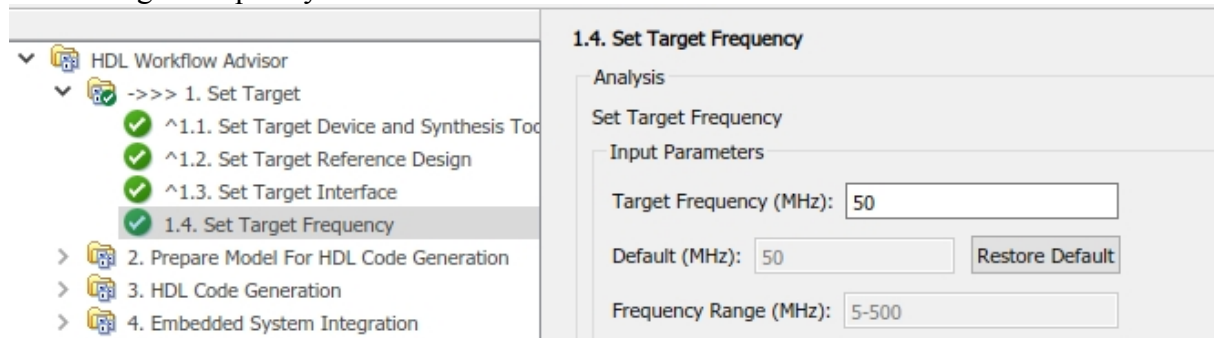 HDL Workflow Advisor
->>> 1. Set Target
^1.1. Set Target Device and Synthesis Too
^1.2. Set Target Reference Design
^1.3. Set Target Interface
1.4. Set Target Frequency
2. Prepare Model For HDL Code Generation
3. HDL Code Generation
4. Embedded System Integration
1.4. Set Target Frequency
Analysis
Set Target Frequency
Input Parameters
Target Frequency (MHz): 50
Default (MHz): 50 Restore Default
Frequency Range (MHz): 5-500